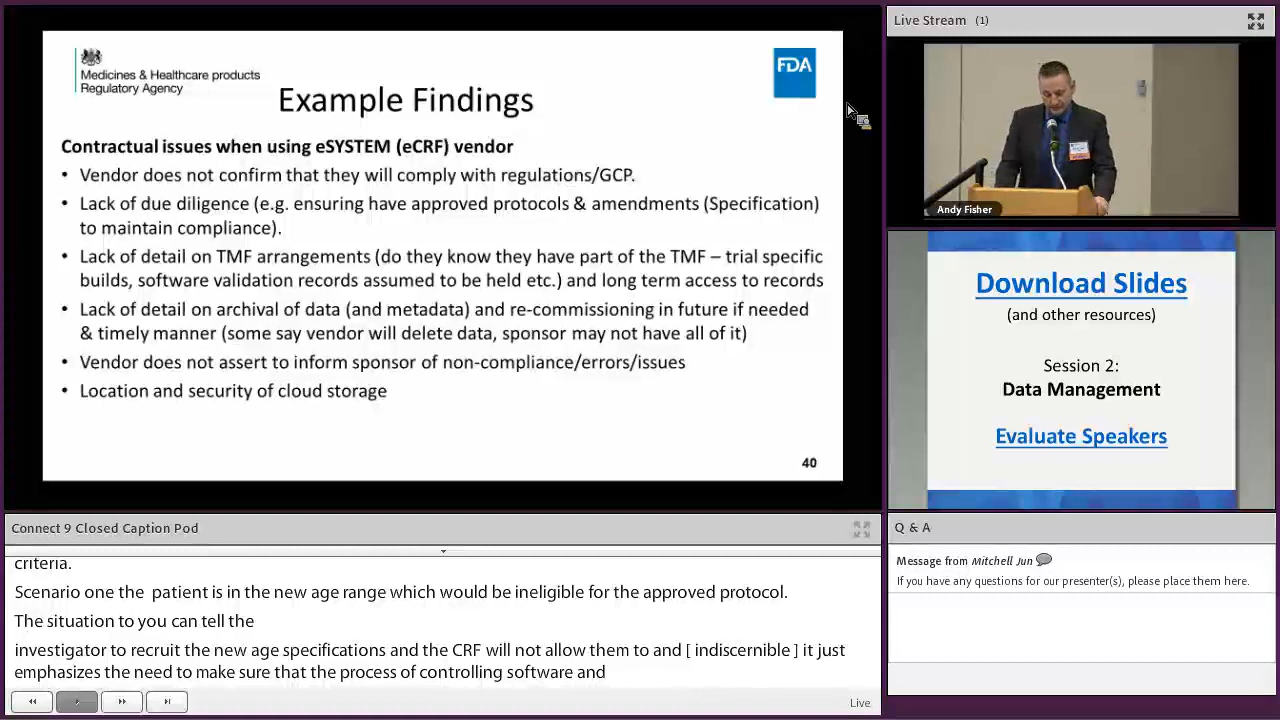 Medicines & Healthcare products
Regulatory Agency
FDA
Example Findings
Contractual issues when using eSYSTEM (eCRF) vendor
• Vendor does not confirm that they will comply with regulations/GCP.
• Lack of due diligence (e.g. ensuring have approved protocols & amendments (Specification)
to maintain compliance).
• Lack of detail on TMF arrangements (do they know they have part of the TMF – trial specific
builds, software validation records assumed to be held etc.) and long term access to records
• Lack of detail on archival of data (and metadata) and re-commissioning in future if needed
& timely manner (some say vendor will delete data, sponsor may not have all of it)
• Vendor does not assert to inform sponsor of non-compliance/errors/issues
• Location and security of cloud storage
40
Live Stream (1)
Andy Fisher
Download Slides
(and other resources)
Session 2:
Data Management
Evaluate Speakers
Connect 9 Closed Caption Pod
criteria.
Scenario one the patient is in the new age range which would be ineligible for the approved protocol.
The situation to you can tell the
investigator to recruit the new age specifications and the CRF will not allow them to and [ indiscernible ] it just
emphasizes the need to make sure that the process of controlling software and
Live
Q & A
Message from Mitchell Jun
If you have any questions for our presenter(s), please place them here.